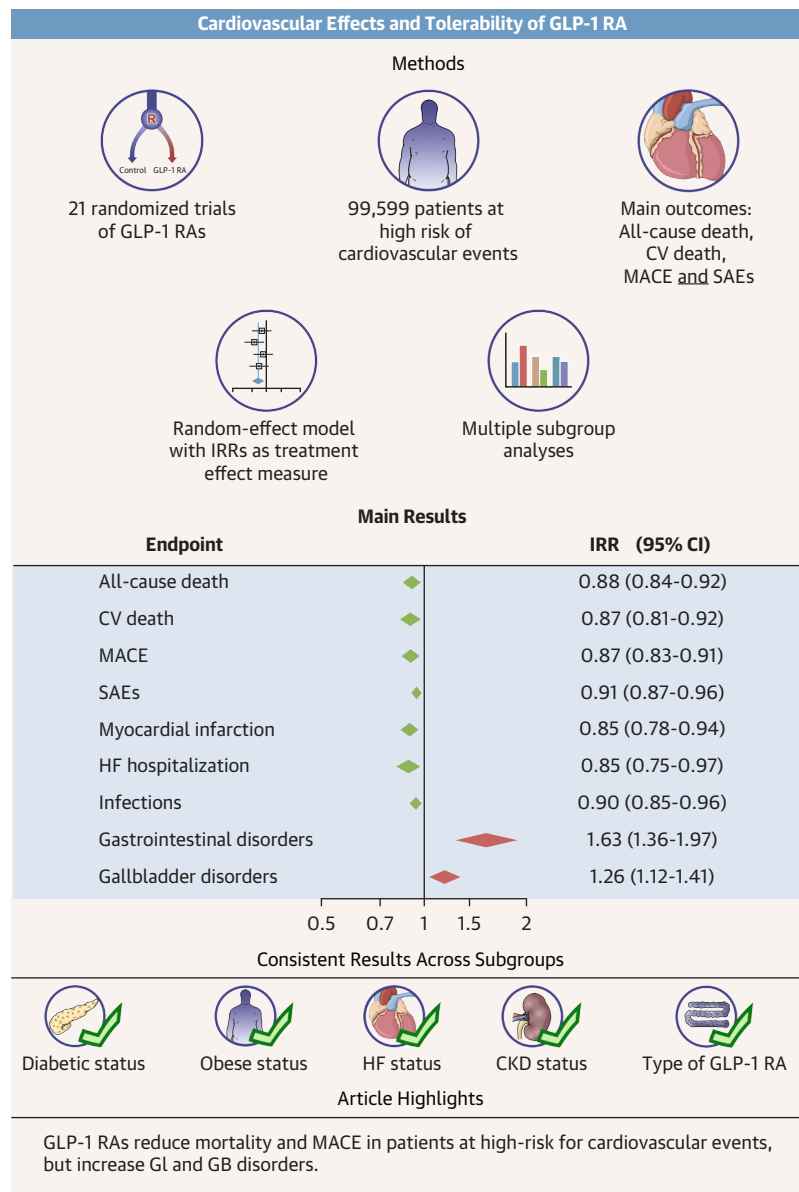 Cardiovascular Effects and Tolerability of GLP-1 RA
Methods
R
Control GLP-1 RA
21 randomized trials
of GLP-1 RAs
99,599 patients at
high risk of
cardiovascular events
Main outcomes:
All-cause death,
CV death,
MACE and SAEs
Random-effect model
with IRRs as treatment
effect measure
Multiple subgroup
analyses
Main Results
Endpoint IRR (95% CI)
All-cause death 0.88 (0.84-0.92)
CV death 0.87 (0.81-0.92)
MACE 0.87 (0.83-0.91)
SAEs 0.91 (0.87-0.96)
Myocardial infarction 0.85 (0.78-0.94)
HF hospitalization 0.85 (0.75-0.97)
Infections 0.90 (0.85-0.96)
Gastrointestinal disorders 1.63 (1.36-1.97)
Gallbladder disorders 1.26 (1.12-1.41)
0.5 0.7 1 1.5 2
Consistent Results Across Subgroups
Diabetic status Obese status HF status CKD status Type of GLP-1 RA
Article Highlights
GLP-1 RAs reduce mortality and MACE in patients at high-risk for cardiovascular events,
but increase GI and GB disorders.